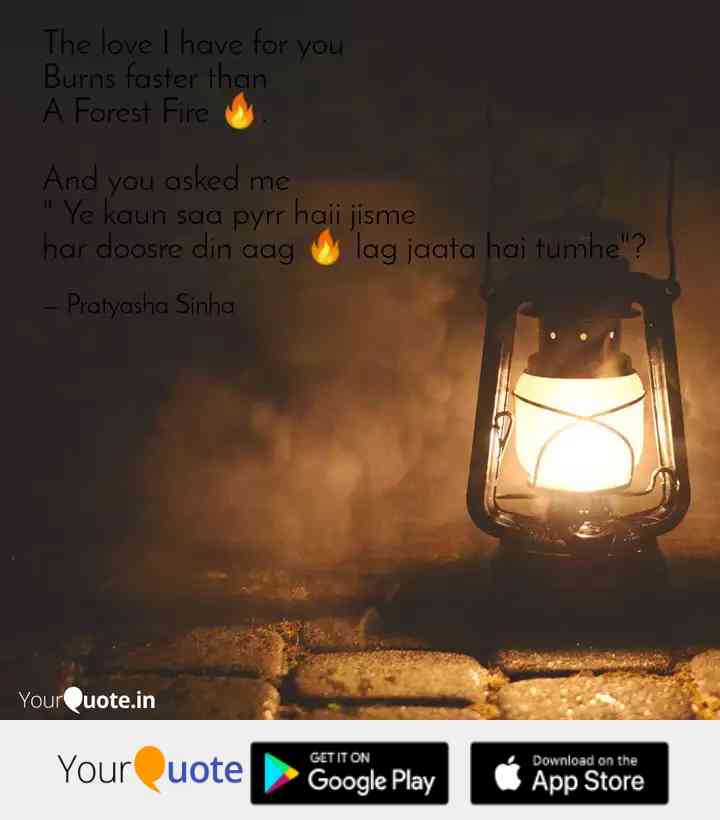 The love I have for you
Burns faster than
A Forest Fire 🔥.
And you asked me
" Ye kaun saa pyrr haii jisme
har doosre din aag 🔥 lag jaata hai tumhe"?
– Pratyasha Sinha
YourQuote.in
YourQuote
GET IT ON
Google Play
Download on the
App Store